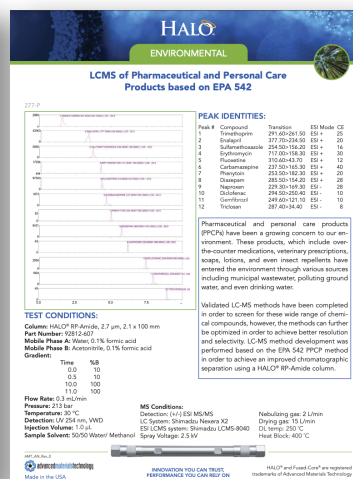 HALO®
ENVIRONMENTAL
LCMS of Pharmaceutical and Personal Care
Products based on EPA 542
277-P
PEAK IDENTITIES:
Peak # Compound Transition ESI Mode CE
1 Trimethoprim 291.60>261.50 ESI + 25
2 Enalapril 377.70>234.50 ESI + 20
3 Sulfamethoxazole 254.50>156.20 ESI + 16
4 Erythromycin 717.00>158.30 ESI + 30
5 Fluoxetine 310.60>43.70 ESI + 12
6 Carbamazepine 237.50>165.30 ESI + 40
7 Phenytoin 253.50>182.30 ESI + 20
8 Diazepam 285.50>154.20 ESI + 28
9 Naproxen 229.30>169.30 ESI - 28
10 Diclofenac 294.50>250.40 ESI - 10
11 Gemfibrozil 249.60>121.10 ESI - 10
12 Triclosan 287.40>34.40 ESI - 8
Pharmaceutical and personal care products
(PPCPs) have been a growing concern to our en-
vironment. These products, which include over-
the-counter medications, veterinary prescriptions,
soaps, lotions, and even insect repellents have
entered the environment through various sources
including municipal wastewater, polluting ground
water, and even drinking water.
Validated LC-MS methods have been completed
in order to screen for these wide range of chemi-
cal compounds, however, the methods can further
be optimized in order to achieve better resolution
and selectivity. LC-MS method development was
performed based on the EPA 542 PPCP method
in order to achieve an improved chromatographic
separation using a HALO® RP-Amide column.
0.0 2.5 5.0 7.5
TEST CONDITIONS:
Column: HALO® RP-Amide, 2.7 µm, 2.1 x 100 mm
Part Number: 92812-607
Mobile Phase A: Water, 0.1% formic acid
Mobile Phase B: Acetonitrile, 0.1% formic acid
Gradient:
Time %B
0.0 10
0.5 10
10.0 100
11.0 100
Flow Rate: 0.3 mL/min
Pressure: 213 bar
Temperature: 30 °C
Detection: UV 254 nm, VWD
Injection Volume: 1.0 µL
Sample Solvent: 50/50 Water/ Methanol
MS Conditions:
Detection: (+/-) ESI MS/MS
LC System: Shimadzu Nexera X2
ESI LCMS system: Shimadzu LCMS-8040
Spray Voltage: 2.5 kV
Nebulizing gas: 2 L/min
Drying gas: 15 L/min
DL temp: 250 °C
Heat Block: 400 °C
advancedmaterialstechnology
Made in the USA
INNOVATION YOU CAN TRUST,
PERFORMANCE YOU CAN RELY ON
HALO® and Fused-Core® are registered
trademarks of Advanced Materials Technology